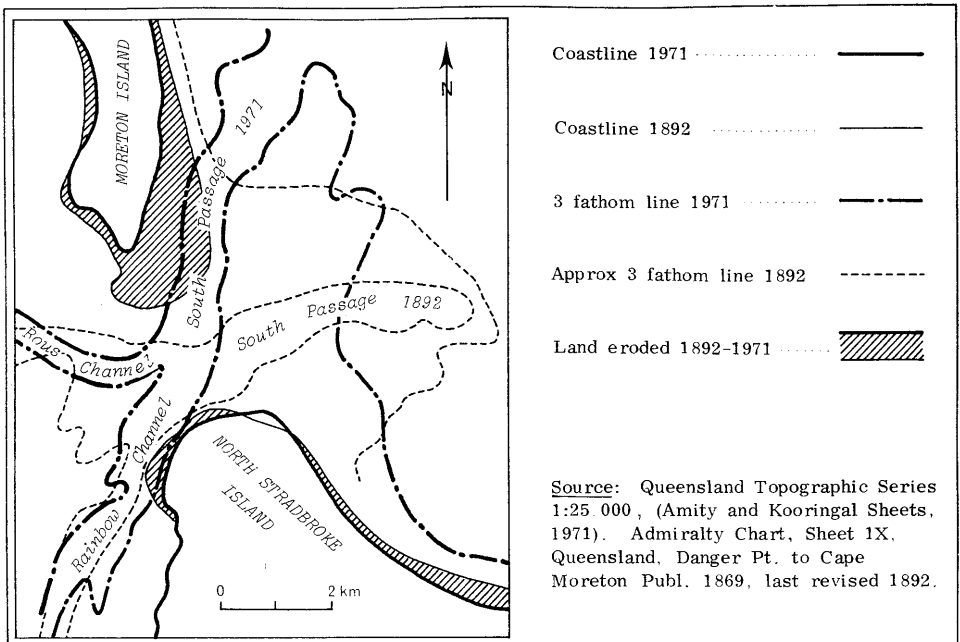 MORETON ISLAND
1971
South Passage
N
South Passage 1892
Rous
Channel
Channel
Rainbow
NORTH STRADBROKE
ISLAND
0 2 km
Coastline 1971
Coastline 1892
3 fathom line 1971
Approx 3 fathom line 1892
Land eroded 1892-1971
Source: Queensland Topographic Series
1:25 000, (Amity and Kooringal Sheets,
1971). Admiralty Chart, Sheet 1X,
Queensland, Danger Pt. to Cape
Moreton Publ. 1869, last revised 1892.